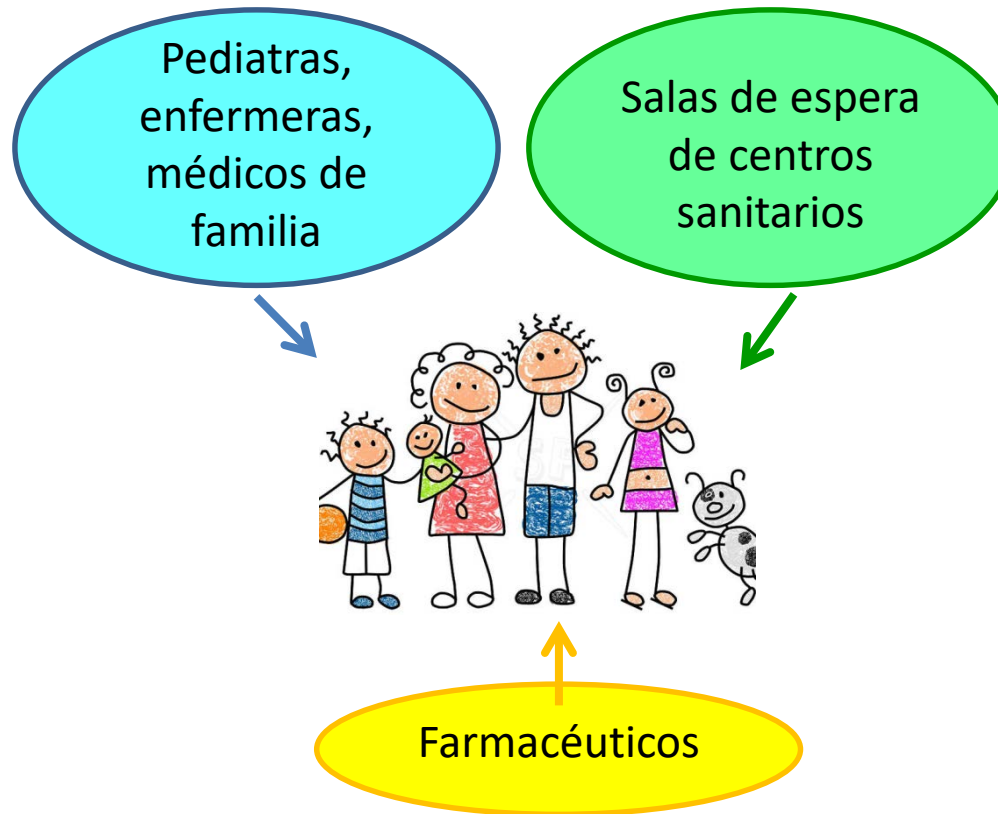 Pediatras,
enfermeras,
médicos de
familia
Salas de espera
de centros
sanitarios
Farmacéuticos